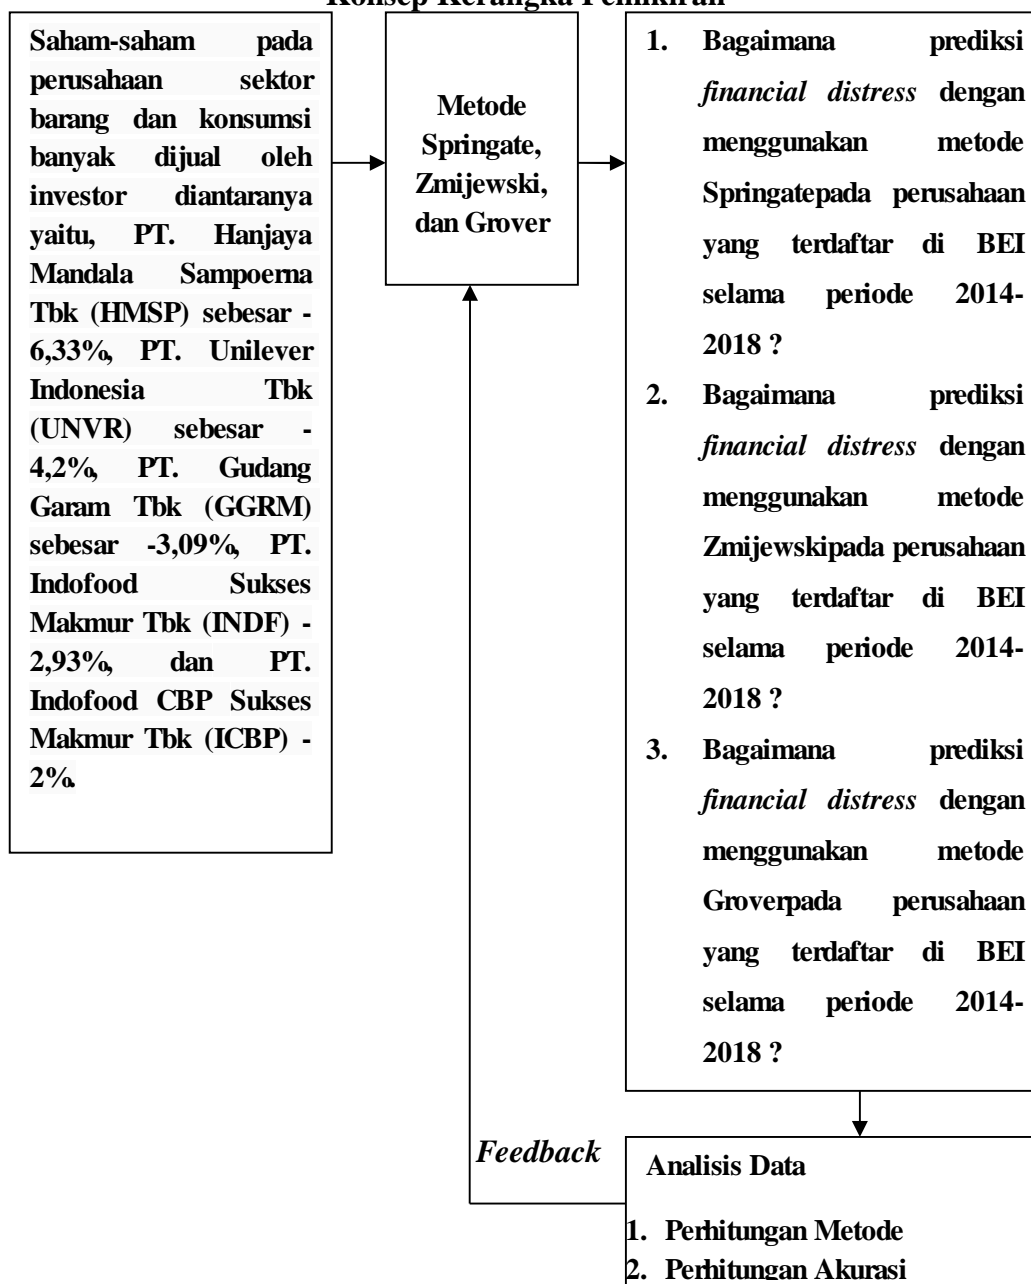 Konsep Kerangka Pemikiran
Saham-saham pada
perusahaan sektor
barang dan konsumsi
banyak dijual oleh
investor diantaranya
yaitu, PT. Hanjaya
Mandala Sampoerna
Tbk (HMSP) sebesar -
6,33%, PT. Unilever
Indonesia Tbk
(UNVR) sebesar -
4,2%, PT. Gudang
Garam Tbk (GGRM)
sebesar -3,09%, PT.
Indofood Sukses
Makmur Tbk (INDF) -
2,93%, dan PT.
Indofood CBP Sukses
Makmur Tbk (ICBP) -
2%.
Metode
Springate,
Zmijewski,
dan Grover
1. Bagaimana prediksi
financial distress dengan
menggunakan metode
Springatepada perusahaan
yang terdaftar di BEI
selama periode 2014-
2018 ?
2. Bagaimana prediksi
financial distress dengan
menggunakan metode
Zmijewskipada perusahaan
yang terdaftar di BEI
selama periode 2014-
2018 ?
3. Bagaimana prediksi
financial distress dengan
menggunakan metode
Groverpada perusahaan
yang terdaftar di BEI
selama periode 2014-
2018 ?
Feedback
Analisis Data
1. Perhitungan Metode
2. Perhitungan Akurasi